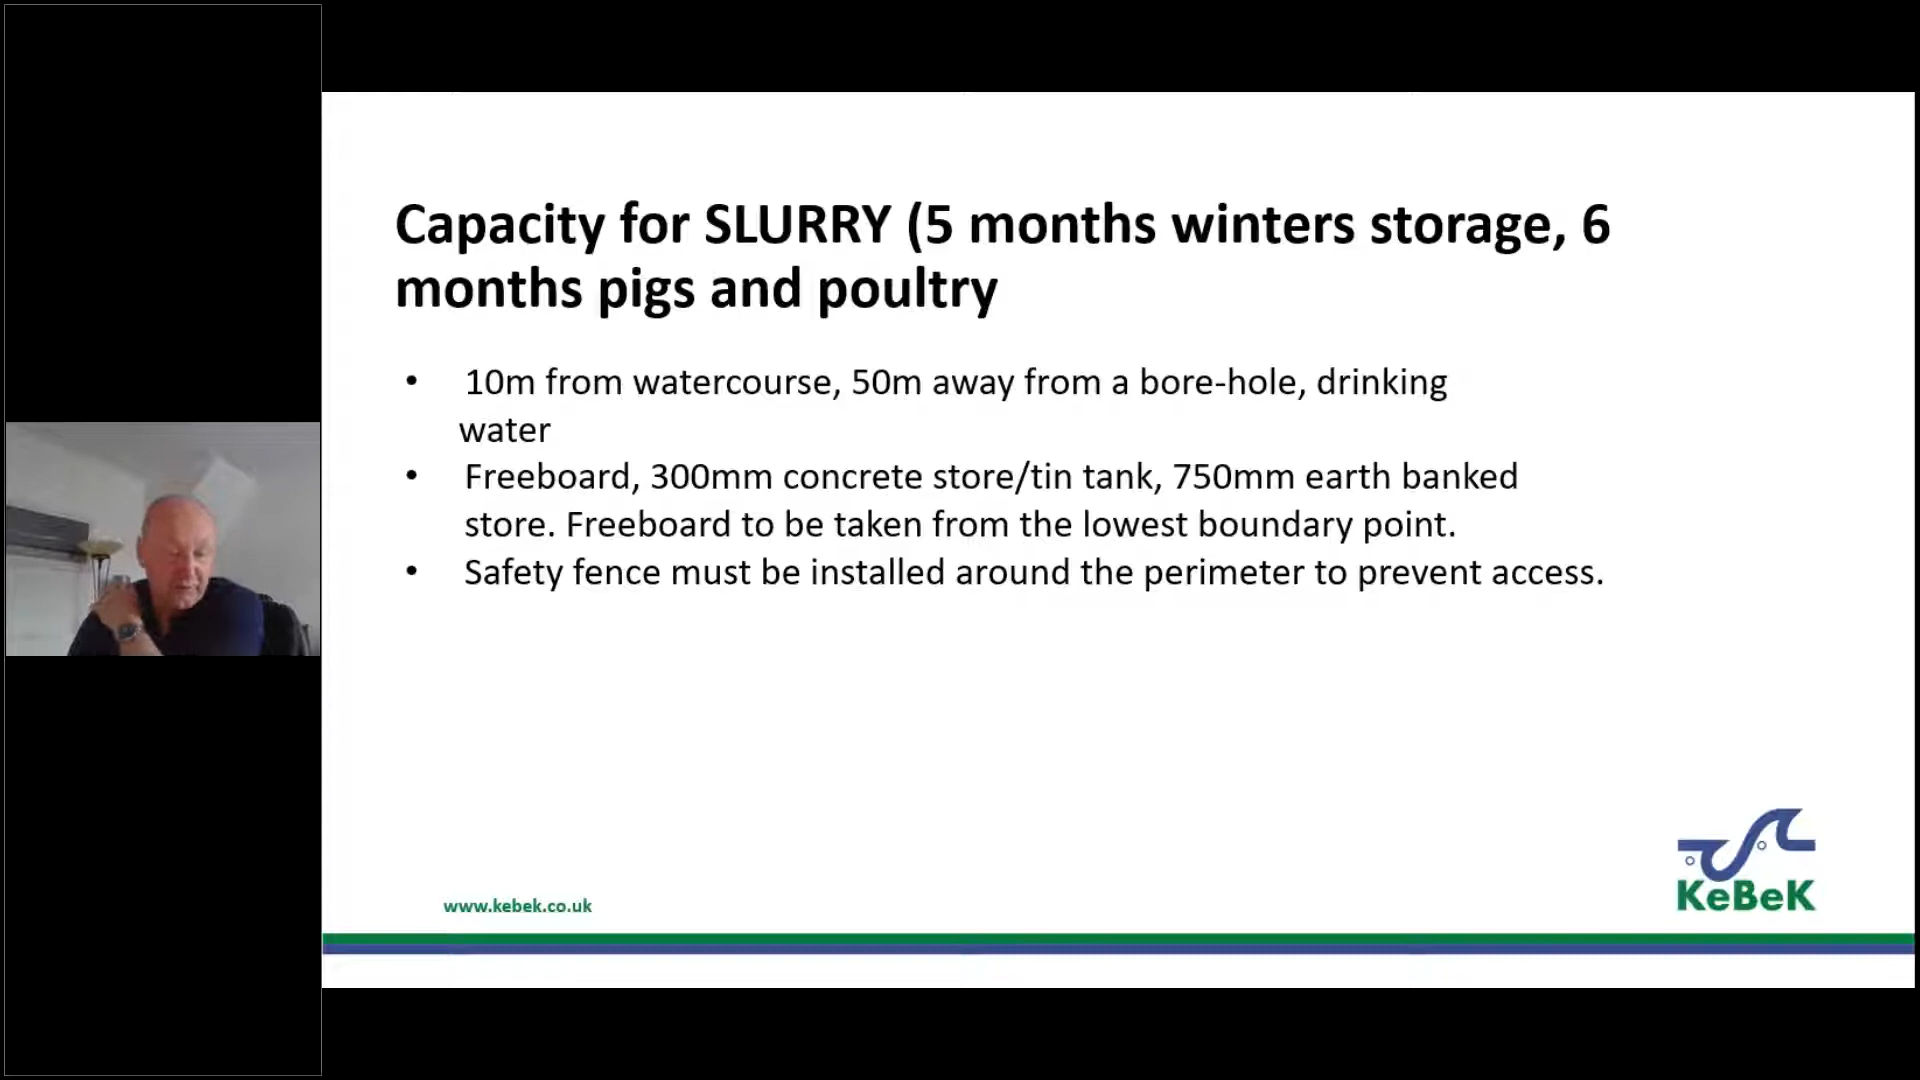 Capacity for SLURRY (5 months winters storage, 6
months pigs and poultry
• 10m from watercourse, 50m away from a bore-hole, drinking
water
• Freeboard, 300mm concrete store/tin tank, 750mm earth banked
store. Freeboard to be taken from the lowest boundary point.
• Safety fence must be installed around the perimeter to prevent access.
KeBeK
www.kebek.co.uk